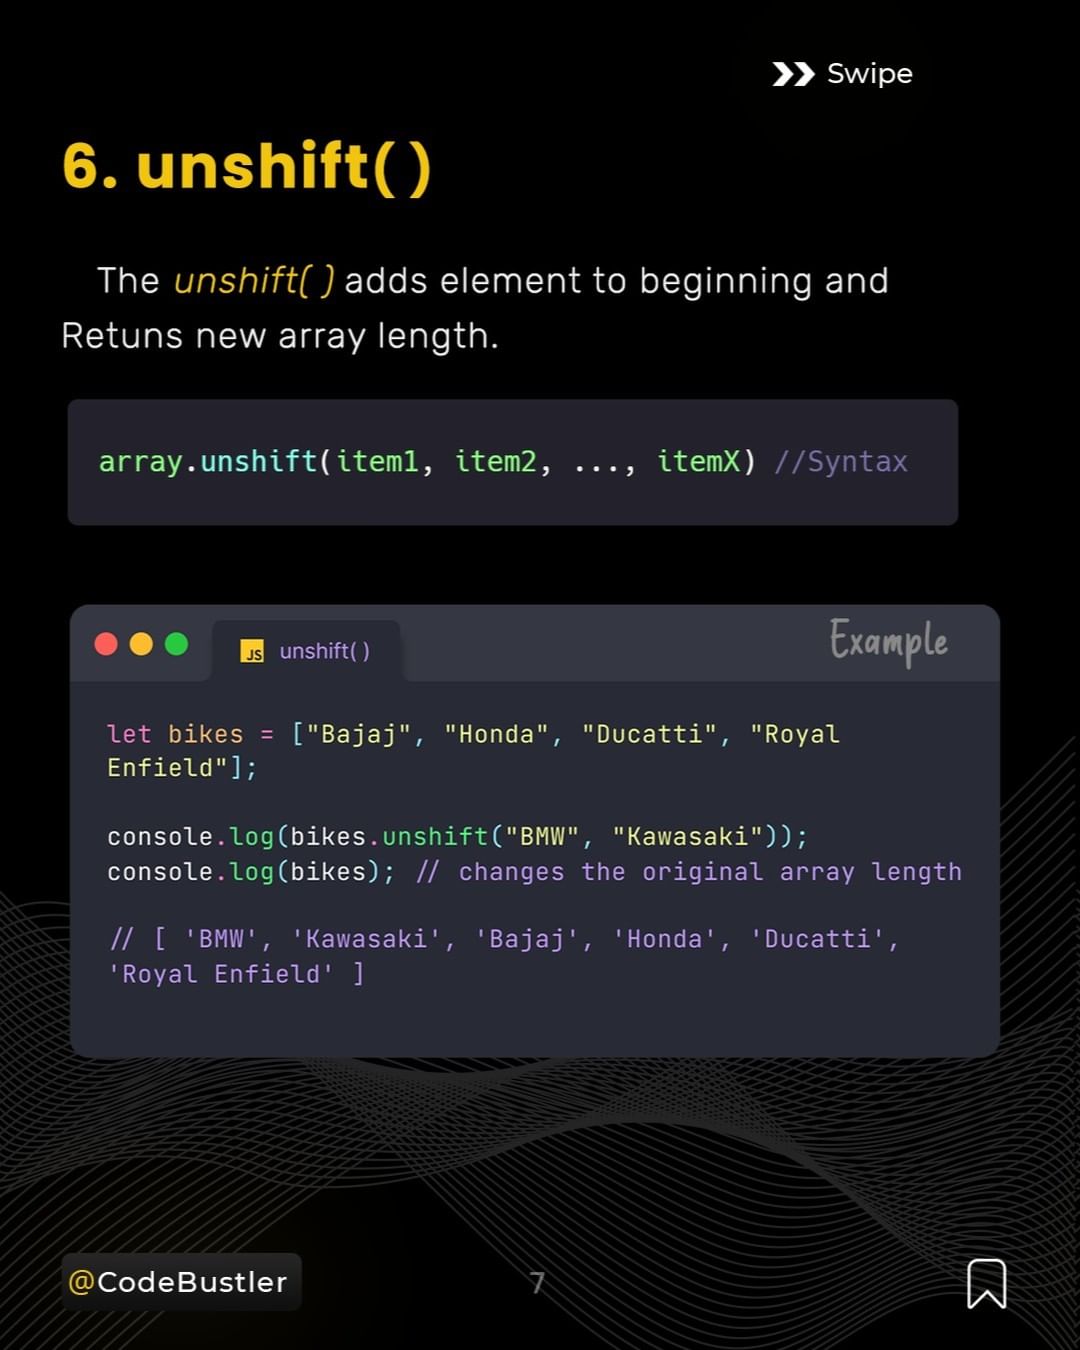 Swipe
6. unshift( )
The unshift( ) adds element to beginning and
Retuns new array length.
array.unshift(item1, item2, ..., itemX) //Syntax
JS unshift( )
Example
let bikes = ["Bajaj", "Honda", "Ducatti", "Royal
Enfield"];
console.log(bikes.unshift("BMW", "Kawasaki"));
console.log(bikes); // changes the original array length
// [ 'BMW', 'Kawasaki', 'Bajaj', 'Honda', 'Ducatti',
'Royal Enfield' ]
@CodeBustler
7